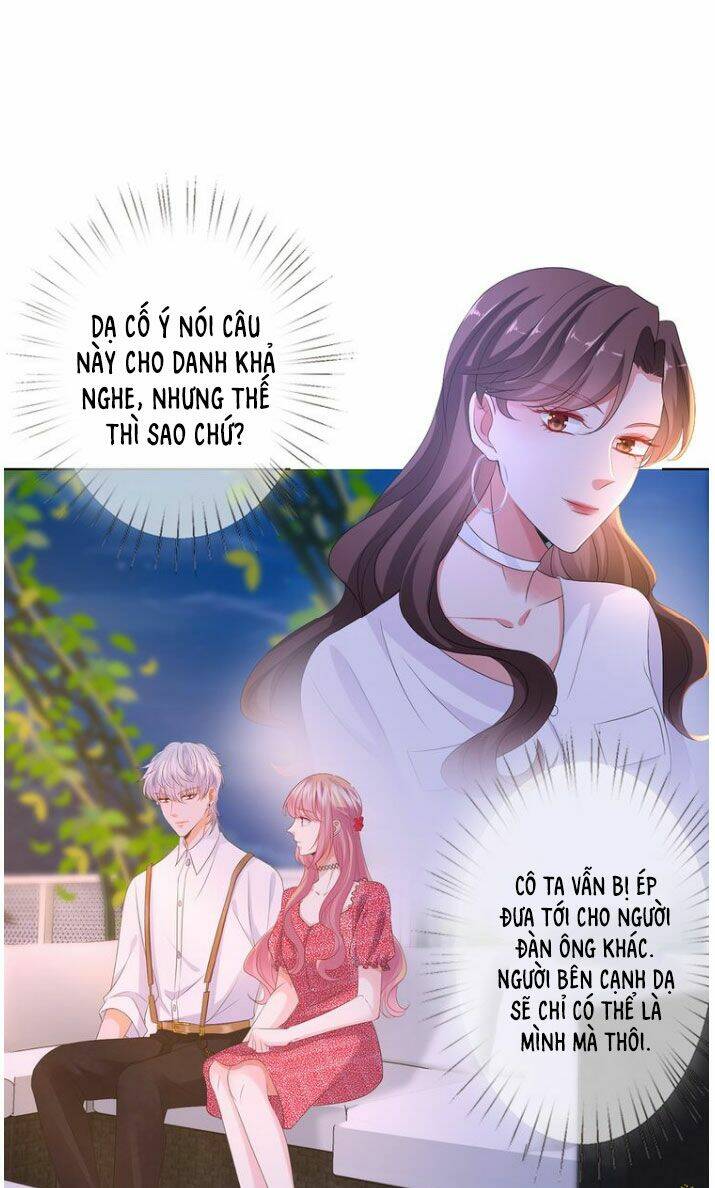 DẠ CỐ Ý NÓI CÂU
NÀY CHO DANH KHẢ
NGHE, NHƯNG THẾ
THÌ SAO CHỨ?
CÔ TA VẪN BỊ ÉP
ĐƯA TỚI CHO NGƯỜI
ĐÀN ÔNG KHÁC.
NGƯỜI BÊN CẠNH DẠ
SẼ CHỈ CÓ THỂ LÀ
MÌNH MÀ THÔI.